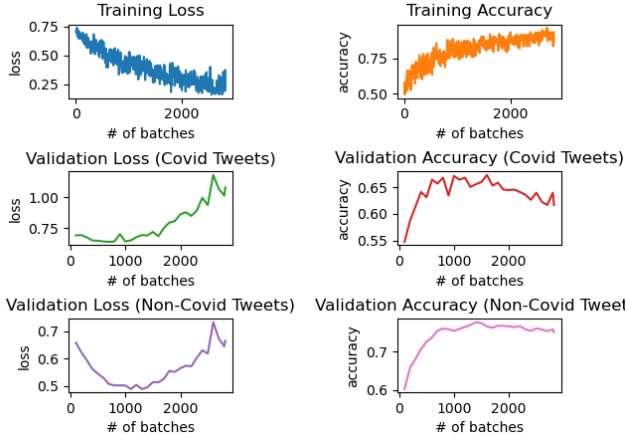 Training Loss
Training Accuracy
0.75
0.50
0.25
loss
0 2000
# of batches
0.75
0.50
accuracy
0 2000
# of batches
Validation Loss (Covid Tweets)
Validation Accuracy (Covid Tweets)
1.00
0.75
loss
0 1000 2000
# of batches
0.65
0.60
0.55
accuracy
0 1000 2000
# of batches
Validation Loss (Non-Covid Tweets)
Validation Accuracy (Non-Covid Tweet
0.7
0.6
0.5
loss
0 1000 2000
# of batches
0.7
0.6
accuracy
0 1000 2000
# of batches